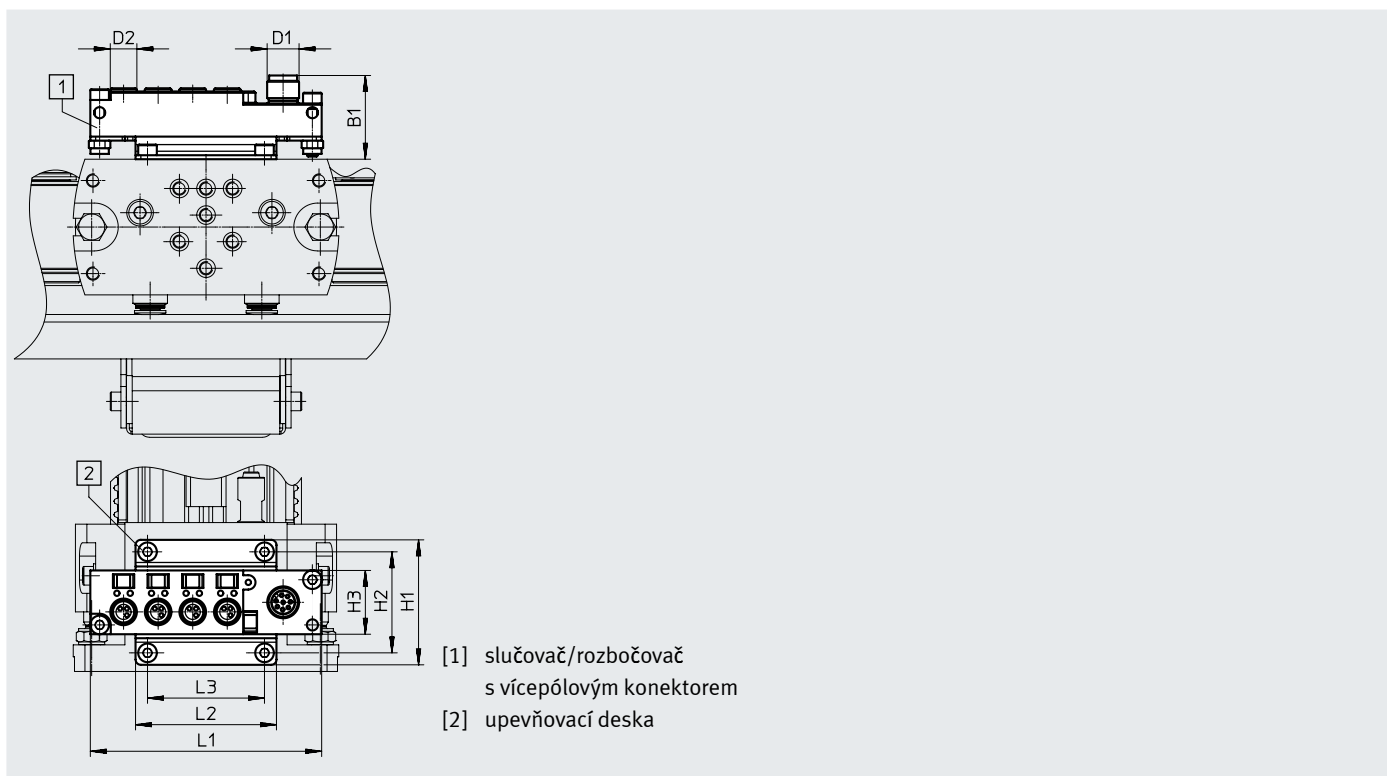 D2
D1
1
B1
2
H3
H2
H1
L3
L2
L1
[1] slučovač/rozbočovač
s vícepólovým konektorem
[2] upevňovací deska